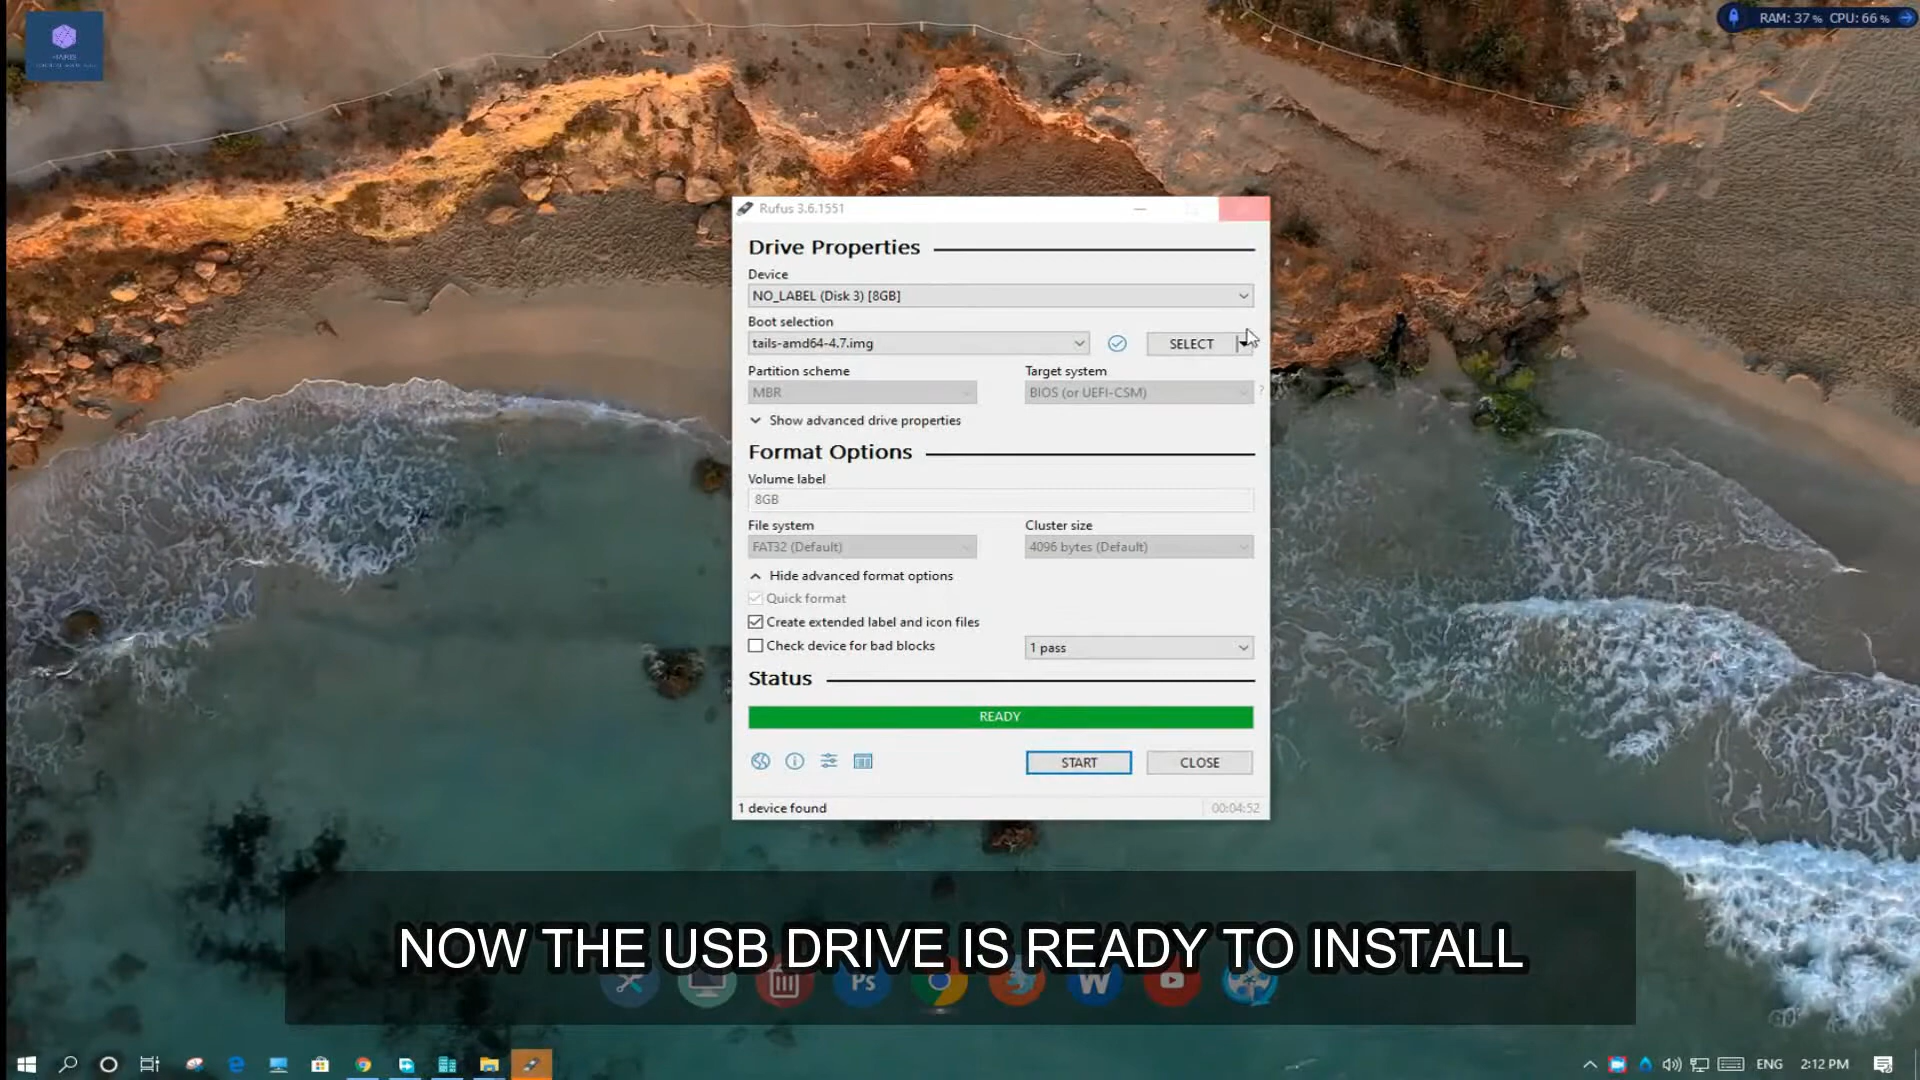 RAM: 37 % CPU: 66 %
Rufus 3.6.1551
Drive Properties
Device
NO_LABEL (Disk 3) [8GB]
Boot selection
tails-amd64-4.7.img
SELECT
Partition scheme
Target system
MBR
BIOS (or UEFI-CSM)
?
Show advanced drive properties
Format Options
Volume label
8GB
File system
Cluster size
FAT32 (Default)
4096 bytes (Default)
Hide advanced format options
Quick format
Create extended label and icon files
Check device for bad blocks
1 pass
Status
READY
START
CLOSE
1 device found
00:04:52
NOW THE USB DRIVE IS READY TO INSTALL
Ps
W
ENG
2:12 PM